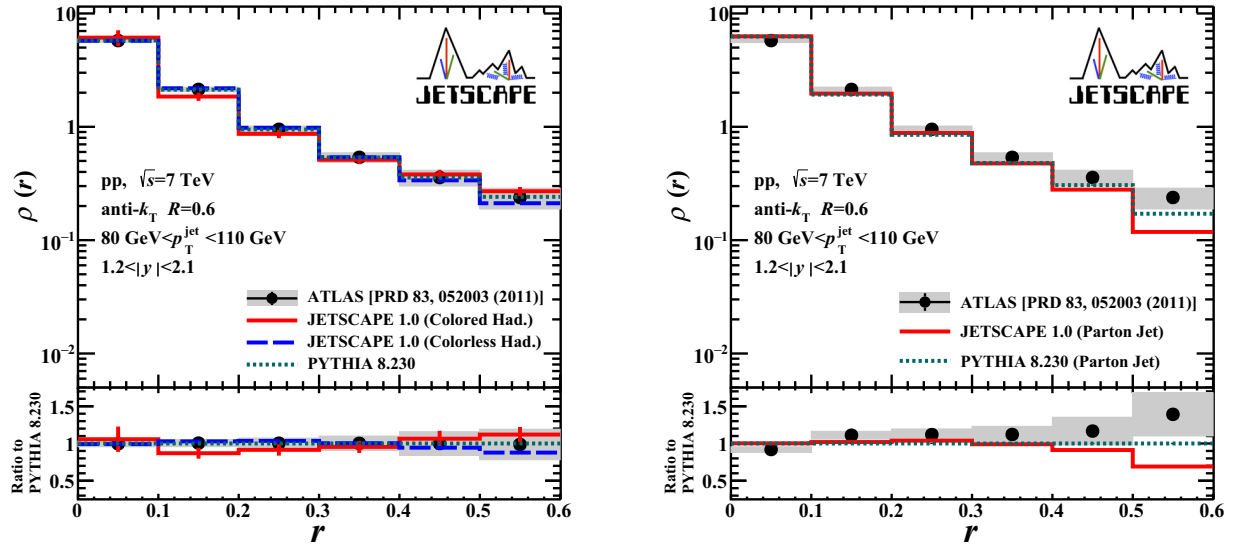 10
JETSCAPE
1
ρ (r)
pp, √s=7 TeV
anti-k_T R=0.6
10⁻¹
80 GeV<p_T^jet <110 GeV
1.2<|y|<2.1
ATLAS [PRD 83, 052003 (2011)]
JETSCAPE 1.0 (Colored Had.)
JETSCAPE 1.0 (Colorless Had.)
10⁻²
PYTHIA 8.230
Ratio to
PYTHIA 8.230
1.5
1
0.5
0 0.1 0.2 0.3 0.4 0.5 0.6
r
10
JETSCAPE
1
ρ (r)
pp, √s=7 TeV
anti-k_T R=0.6
10⁻¹
80 GeV<p_T^jet <110 GeV
1.2<|y|<2.1
ATLAS [PRD 83, 052003 (2011)]
JETSCAPE 1.0 (Parton Jet)
10⁻²
PYTHIA 8.230 (Parton Jet)
Ratio to
PYTHIA 8.230
1.5
1
0.5
0 0.1 0.2 0.3 0.4 0.5 0.6
r